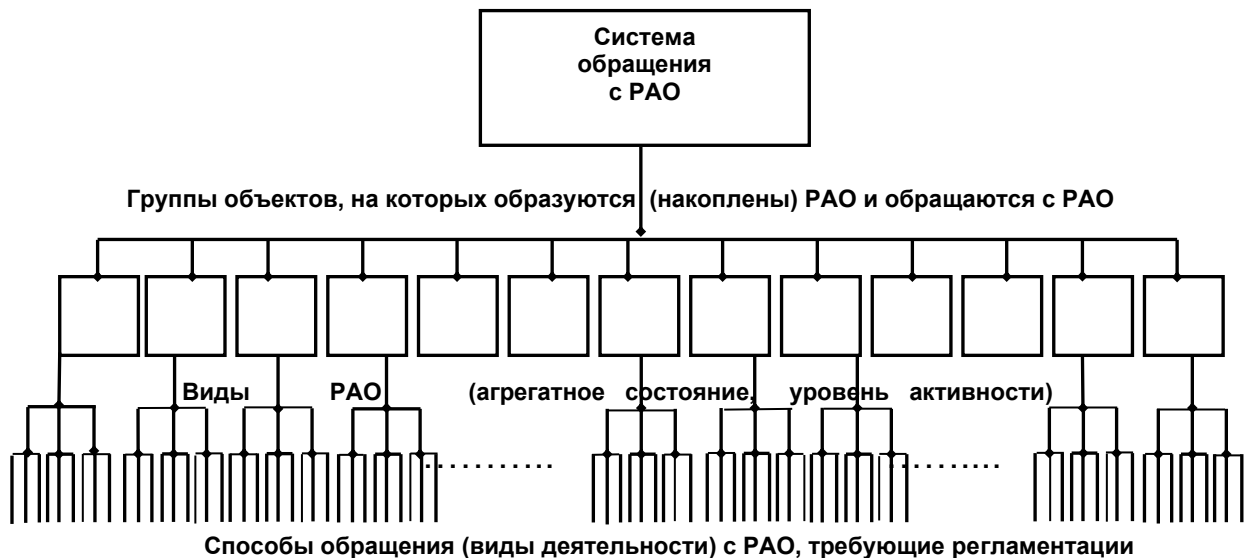 Система
обращения
с РАО
Группы объектов, на которых образуются (накоплены) РАО и обращаются с РАО
Виды РАО (агрегатное состояние, уровень активности)
Способы обращения (виды деятельности) с РАО, требующие регламентации